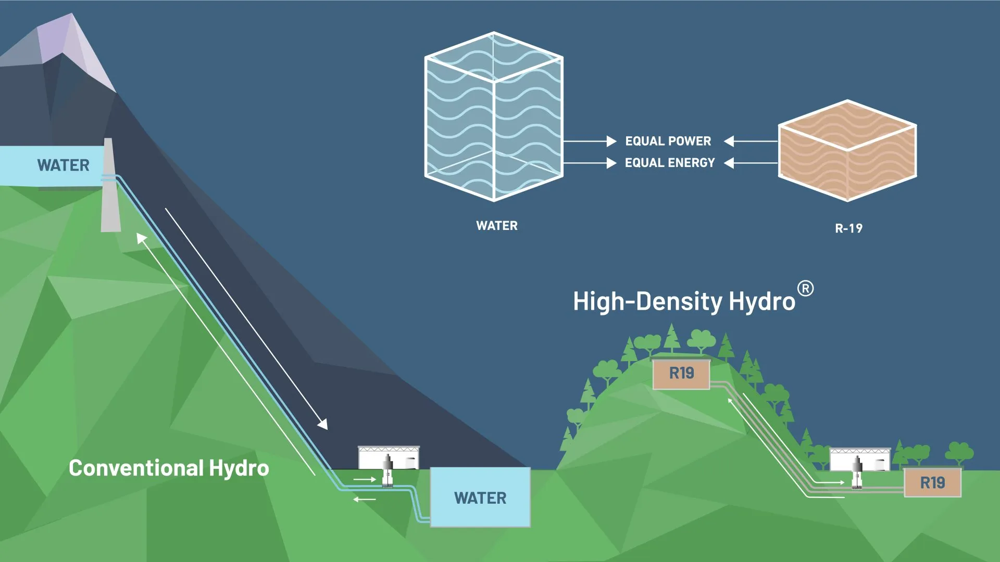 WATER
EQUAL POWER
EQUAL ENERGY
WATER
R-19
High-Density Hydro®
R19
Conventional Hydro
WATER
R19